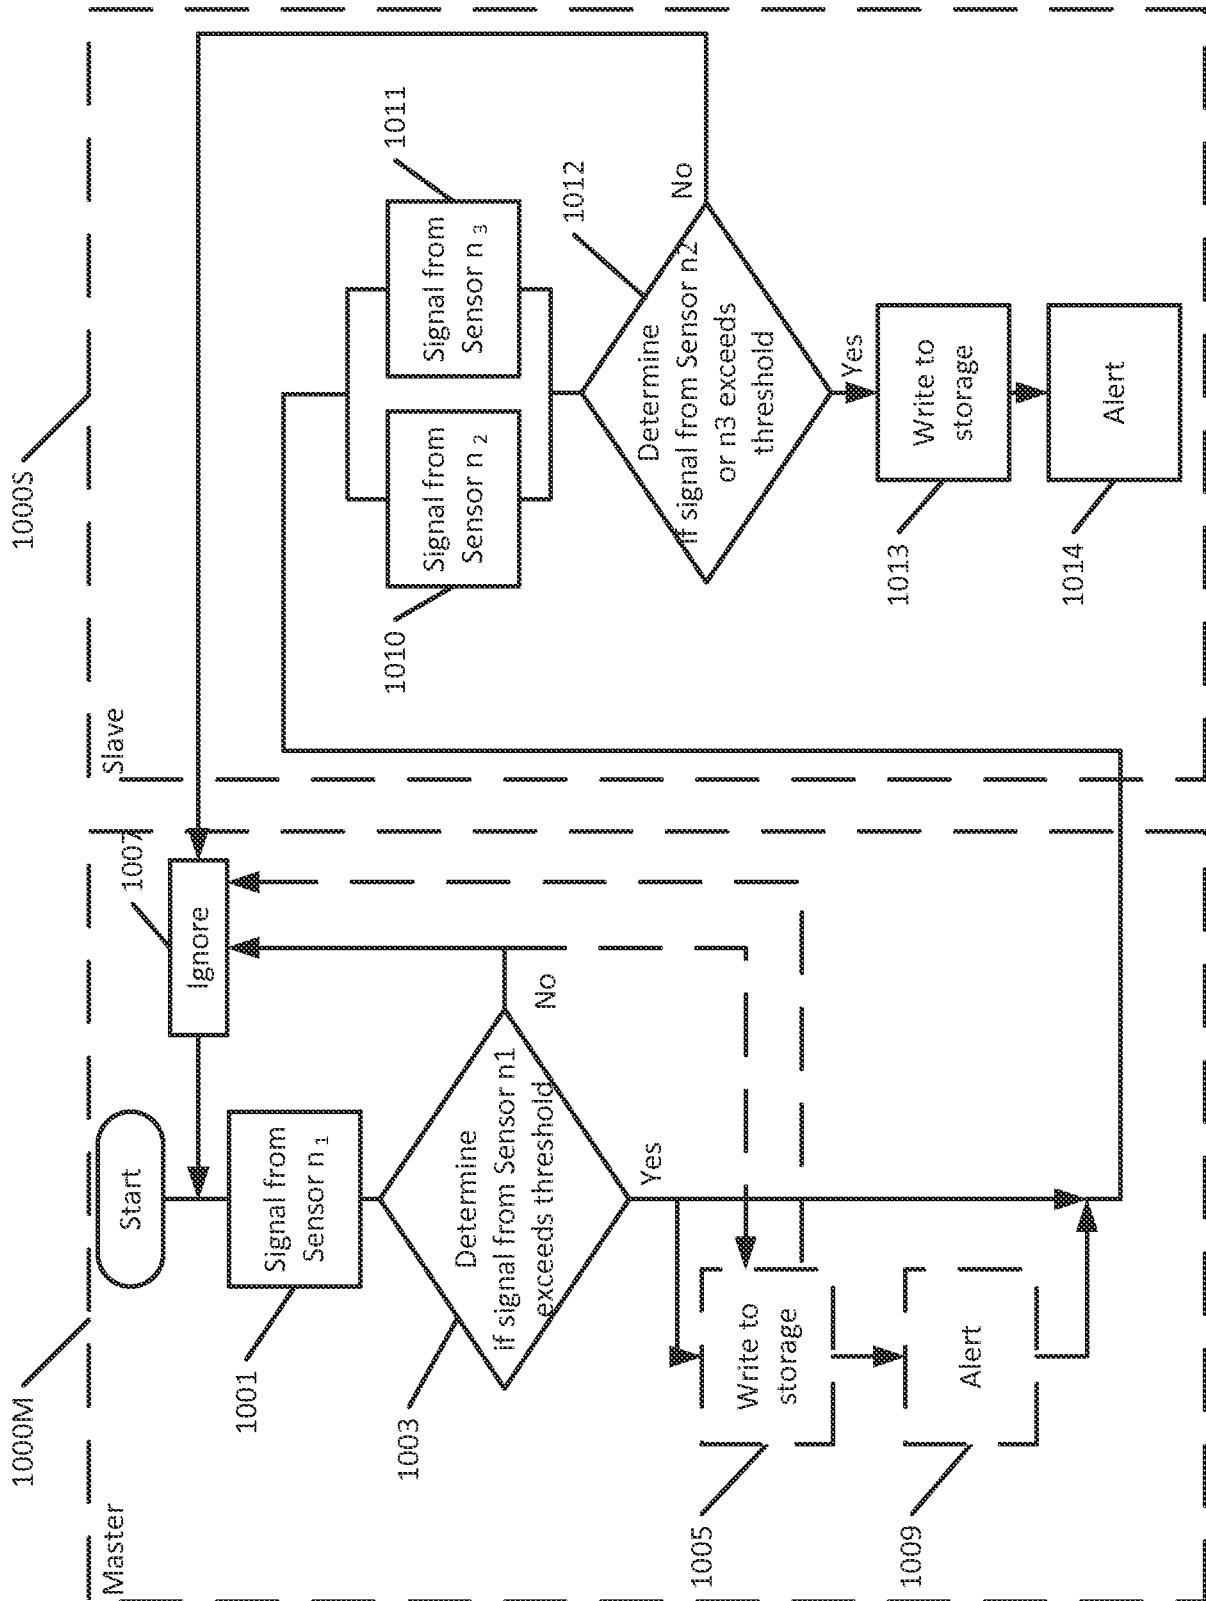 1000M
Master
Start
1007
Ignore
1001
Signal from
Sensor n 1
1003
Determine
if signal from Sensor n1
exceeds threshold
No
Yes
1005
Write to
storage
1009
Alert
1000S
Slave
1010
Signal from
Sensor n 2
1011
Signal from
Sensor n 3
1012
Determine
if signal from Sensor n2
or n3 exceeds
threshold
No
Yes
1013
Write to
storage
1014
Alert